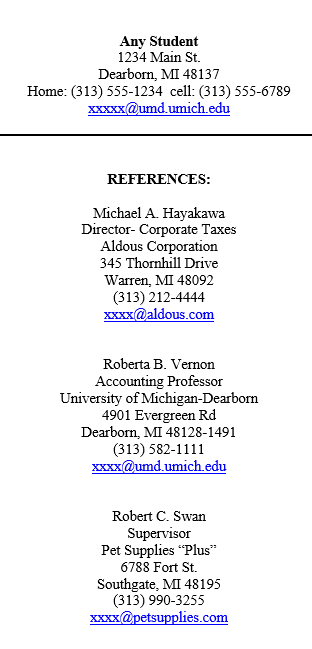 Any Student
1234 Main St.
Dearborn, MI 48137
Home: (313) 555-1234  cell: (313) 555-6789
xxxxx@umd.umich.edu
REFERENCES:
Michael A. Hayakawa
Director- Corporate Taxes
Aldous Corporation
345 Thornhill Drive
Warren, MI 48092
(313) 212-4444
xxxx@aldous.com
Roberta B. Vernon
Accounting Professor
University of Michigan-Dearborn
4901 Evergreen Rd
Dearborn, MI 48128-1491
(313) 582-1111
xxxx@umd.umich.edu
Robert C. Swan
Supervisor
Pet Supplies “Plus”
6788 Fort St.
Southgate, MI 48195
(313) 990-3255
xxxx@petsupplies.com